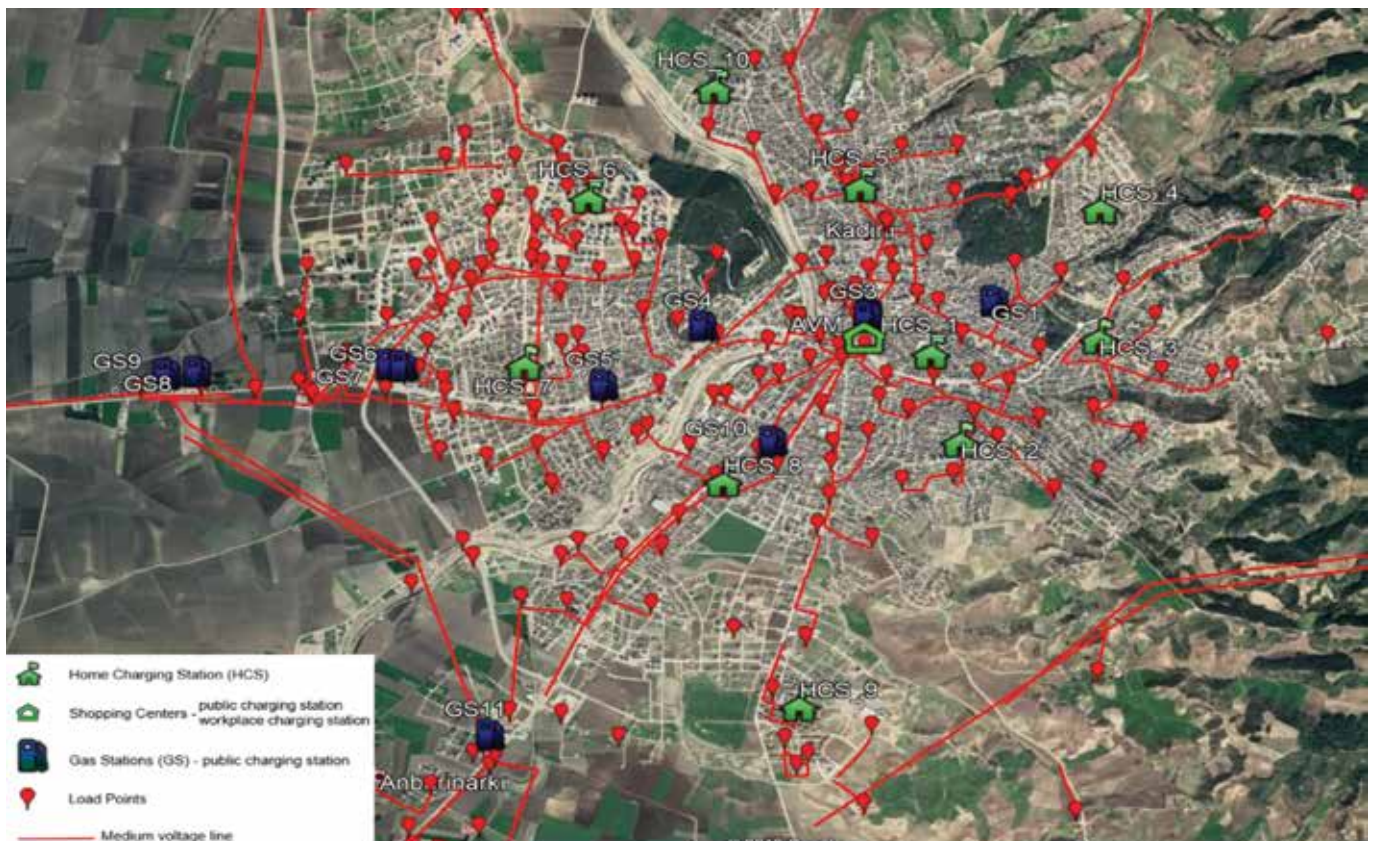 HCS_10
HCS_5
HCS_6
HCS_4
Kadirli
GS3
GS4
GS1
AVM
HCS_1
HCS_3
GS9
GS8
GS6
GS7
HCS_7
GS5
GS10
HCS_2
HCS_8
HCS_9
GS11
Home Charging Station (HCS)
Shopping Centers - public charging station
workplace charging station
Gas Stations (GS) - public charging station
Load Points
Medium voltage line